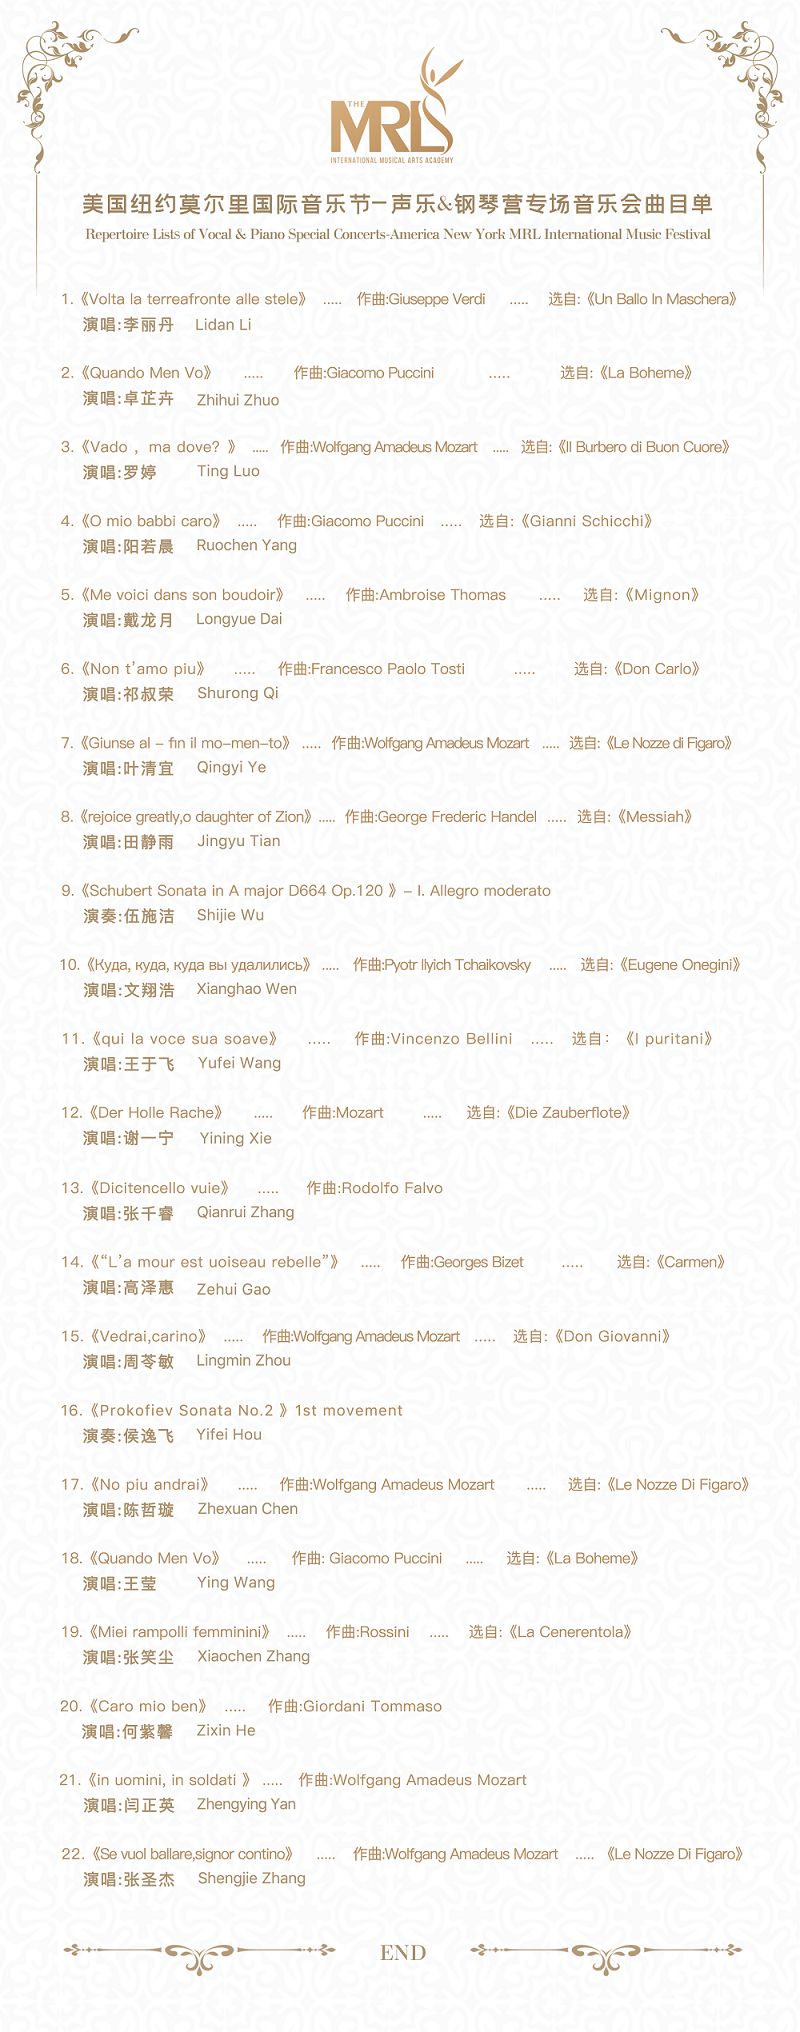 THE
MRLS
INTERNATIONAL MUSICAL ARTS ACADEMY
美国纽约莫尔里国际音乐节-声乐&钢琴营专场音乐会曲目单
Repertoire Lists of Vocal & Piano Special Concerts-America New York MRL International Music Festival
1.《Volta la terreafronte alle stele》 ..... 作曲:Giuseppe Verdi ..... 选自:《Un Ballo In Maschera》
演唱:李丽丹 Lidan Li
2.《Quando Men Vo》 ..... 作曲:Giacomo Puccini ..... 选自:《La Boheme》
演唱:卓芷卉 Zhihui Zhuo
3.《Vado , ma dove? 》 ..... 作曲:Wolfgang Amadeus Mozart ..... 选自:《Il Burbero di Buon Cuore》
演唱:罗婷 Ting Luo
4.《O mio babbi caro》 ..... 作曲:Giacomo Puccini ..... 选自:《Gianni Schicchi》
演唱:阳若晨 Ruochen Yang
5.《Me voici dans son boudoir》 ..... 作曲:Ambroise Thomas ..... 选自:《Mignon》
演唱:戴龙月 Longyue Dai
6.《Non t'amo piu》 ..... 作曲:Francesco Paolo Tosti ..... 选自:《Don Carlo》
演唱:祁叔荣 Shurong Qi
7.《Giunse al - fin il mo-men-to》 ..... 作曲:Wolfgang Amadeus Mozart ..... 选自:《Le Nozze di Figaro》
演唱:叶清宜 Qingyi Ye
8.《rejoice greatly,o daughter of Zion》..... 作曲:George Frederic Handel ..... 选自:《Messiah》
演唱:田静雨 Jingyu Tian
9.《Schubert Sonata in A major D664 Op.120 》- I. Allegro moderato
演奏:伍施洁 Shijie Wu
10.《Куда, куда, куда вы удалились》 ..... 作曲:Pyotr Ilyich Tchaikovsky ..... 选自:《Eugene Onegini》
演唱:文翔浩 Xianghao Wen
11.《qui la voce sua soave》 ..... 作曲:Vincenzo Bellini ..... 选自: 《I puritani》
演唱:王于飞 Yufei Wang
12.《Der Holle Rache》 ..... 作曲:Mozart ..... 选自:《Die Zauberflote》
演唱:谢一宁 Yining Xie
13.《Dicitencello vuie》 ..... 作曲:Rodolfo Falvo
演唱:张千睿 Qianrui Zhang
14.《“L'a mour est uoiseau rebelle”》 ..... 作曲:Georges Bizet ..... 选自:《Carmen》
演唱:高泽惠 Zehui Gao
15.《Vedrai,carino》 ..... 作曲:Wolfgang Amadeus Mozart ..... 选自:《Don Giovanni》
演唱:周苓敏 Lingmin Zhou
16.《Prokofiev Sonata No.2 》1st movement
演奏:侯逸飞 Yifei Hou
17.《No piu andrai》 ..... 作曲:Wolfgang Amadeus Mozart ..... 选自:《Le Nozze Di Figaro》
演唱:陈哲璇 Zhexuan Chen
18.《Quando Men Vo》 ..... 作曲: Giacomo Puccini ..... 选自:《La Boheme》
演唱:王莹 Ying Wang
19.《Miei rampolli femminini》 ..... 作曲:Rossini ..... 选自:《La Cenerentola》
演唱:张笑尘 Xiaochen Zhang
20.《Caro mio ben》 ..... 作曲:Giordani Tommaso
演唱:何紫馨 Zixin He
21.《in uomini, in soldati 》 ..... 作曲:Wolfgang Amadeus Mozart
演唱:闫正英 Zhengying Yan
22.《Se vuol ballare,signor contino》 ..... 作曲:Wolfgang Amadeus Mozart ..... 《Le Nozze Di Figaro》
演唱:张圣杰 Shengjie Zhang
END